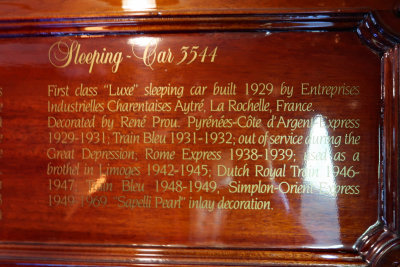 Sleeping-Car 3544
First class "Luxe" sleeping car built 1929 by Entreprises
Industrielles Charentaises Aytré, La Rochelle, France.
Decorated by René Prou. Pyrénées-Côte d'Argent Express
1929-1931; Train Bleu 1931-1932; out of service during the
Great Depression; Rome Express 1938-1939, used as a
brothel in Limoges 1942-1945; Dutch Royal Train 1946-
1947; Train Bleu 1948-1949, Simplon-Orient Express
1949-1969. "Sapelli Pearl" inlay decoration.